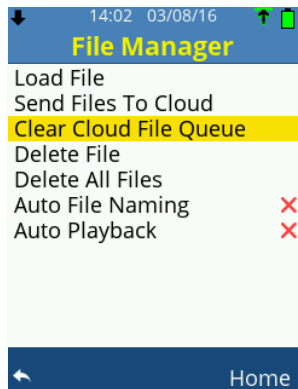 14:02 03/08/16
File Manager
Load File
Send Files To Cloud
Clear Cloud File Queue
Delete File
Delete All Files
Auto File Naming
Auto Playback
Home